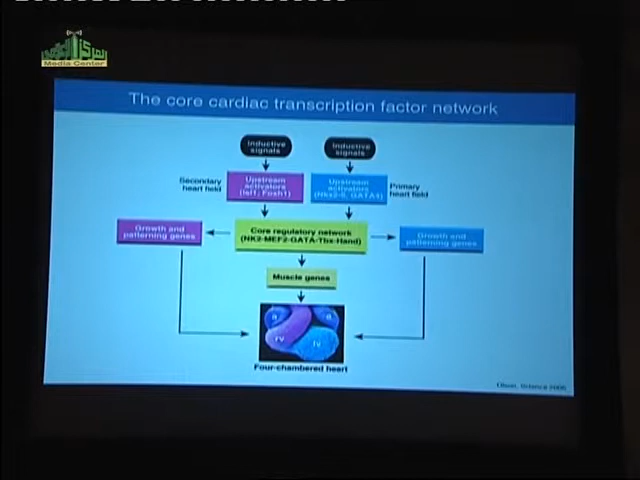 المركز الإعلامي
Media Center
The core cardiac transcription factor network
Inductive
signals
Inductive
signals
Secondary
heart field
Upstream
activators
(Isl1, Foxh1)
Upstream
activators
(Nkx2-5, GATA4)
Primary
heart field
Growth and
patterning genes
Core regulatory network
(NK2-MEF2-GATA-Tbx-Hand)
Growth and
patterning genes
Muscle genes
a
a
rv
lv
Four-chambered heart
Olson, Science 2006